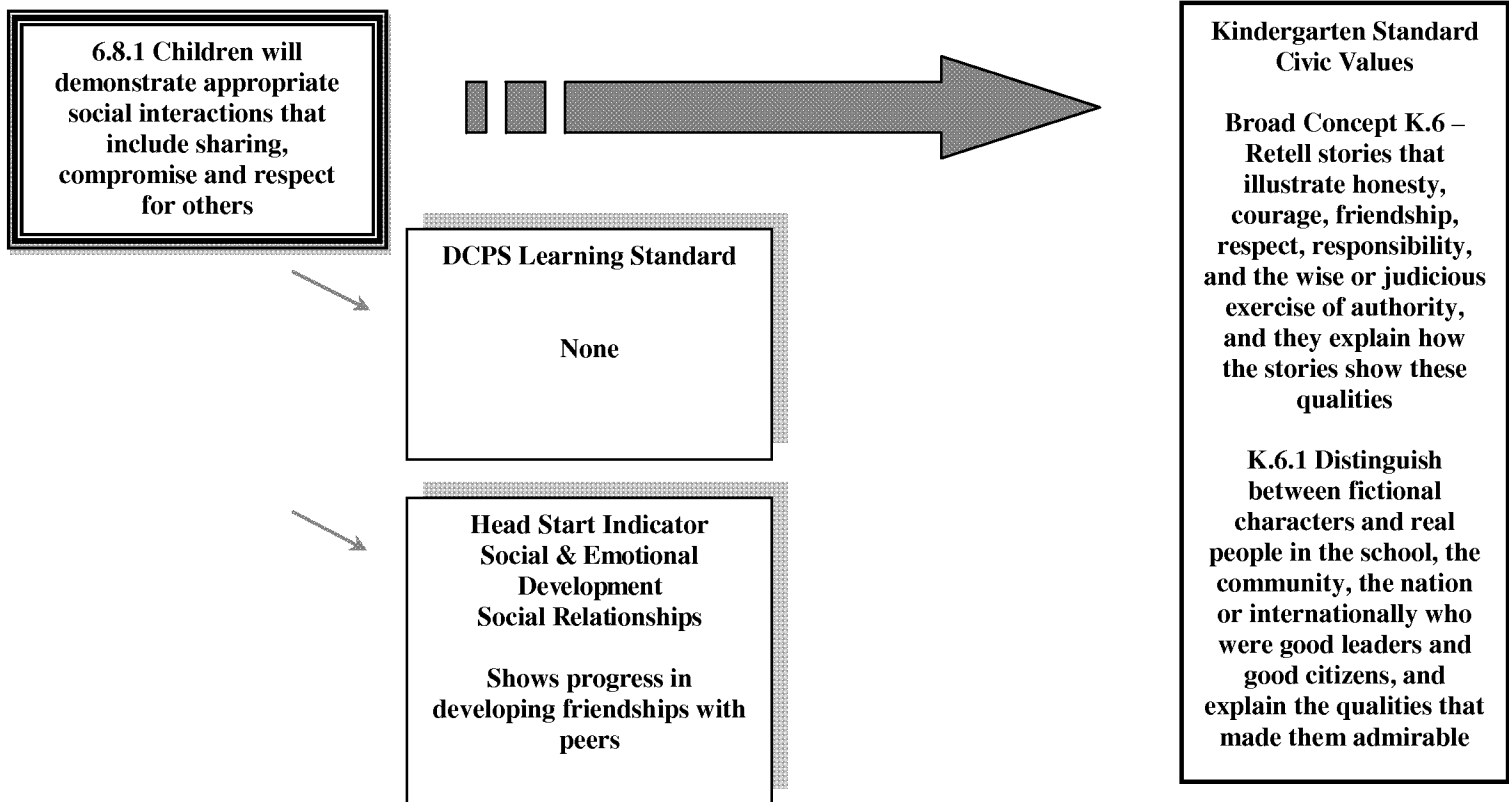 6.8.1 Children will
demonstrate appropriate
social interactions that
include sharing,
compromise and respect
for others
DCPS Learning Standard
None
Head Start Indicator
Social & Emotional
Development
Social Relationships
Shows progress in
developing friendships with
peers
Kindergarten Standard
Civic Values
Broad Concept K.6 –
Retell stories that
illustrate honesty,
courage, friendship,
respect, responsibility,
and the wise or judicious
exercise of authority,
and they explain how
the stories show these
qualities
K.6.1 Distinguish
between fictional
characters and real
people in the school, the
community, the nation
or internationally who
were good leaders and
good citizens, and
explain the qualities that
made them admirable